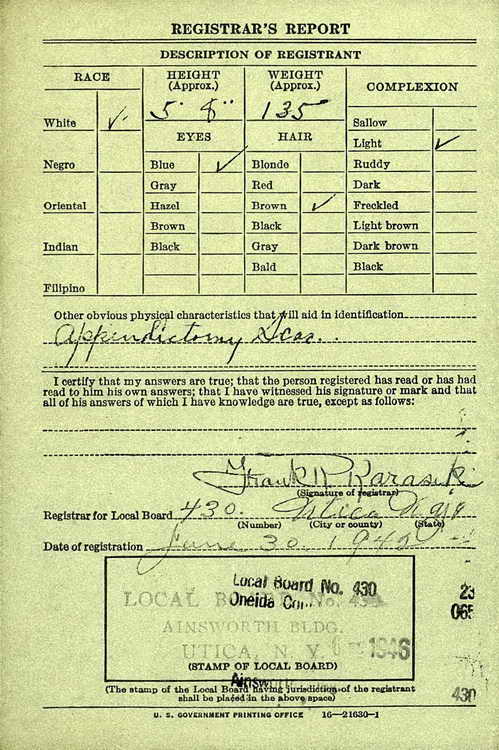 REGISTRAR'S REPORT
DESCRIPTION OF REGISTRANT
RACE
HEIGHT (Approx.)
WEIGHT (Approx.)
COMPLEXION
5' 8"
135
White ✓
EYES
HAIR
Sallow
Light ✓
Negro
Blue ✓
Blonde
Ruddy
Gray
Red
Dark
Oriental
Hazel
Brown ✓
Freckled
Brown
Black
Light brown
Indian
Black
Gray
Dark brown
Bald
Black
Filipino
Other obvious physical characteristics that will aid in identification
Appendictomy Scar.
I certify that my answers are true; that the person registered has read or has had
read to him his own answers; that I have witnessed his signature or mark and that
all of his answers of which I have knowledge are true, except as follows:
Frank R Karasek
(Signature of registrar)
Registrar for Local Board 430. Utica
(Number) (City or county) (State)
Date of registration June 30, 1942
Local Board No. 430
Oneida
LOCAL No.
AINSWORTH BLDG.
UTICA, N. Y.
1946
(STAMP OF LOCAL BOARD)
(The stamp of the Local Board having jurisdiction of the registrant
shall be placed in the above space)
23
430
U. S. GOVERNMENT PRINTING OFFICE 16—21630-1